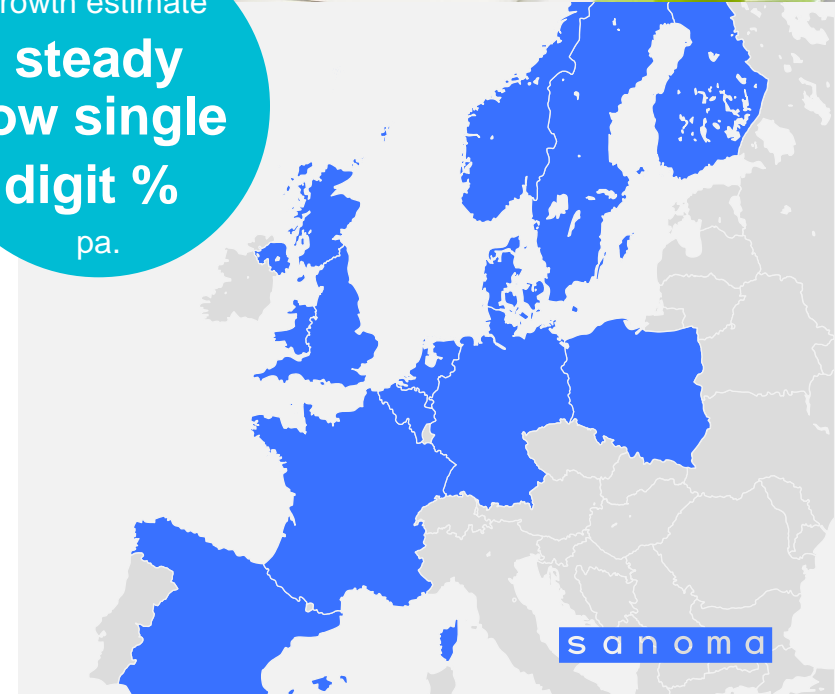 rowth estimate
steady
ow single
digit %
pa.
sanoma